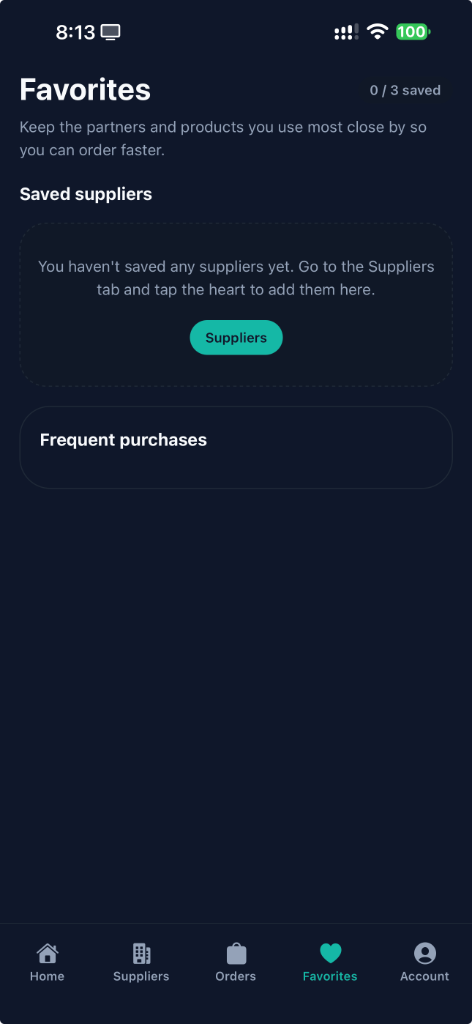 8:13
100
Favorites
0 / 3 saved
Keep the partners and products you use most close by so
you can order faster.
Saved suppliers
You haven't saved any suppliers yet. Go to the Suppliers
tab and tap the heart to add them here.
Suppliers
Frequent purchases
Home
Suppliers
Orders
Favorites
Account